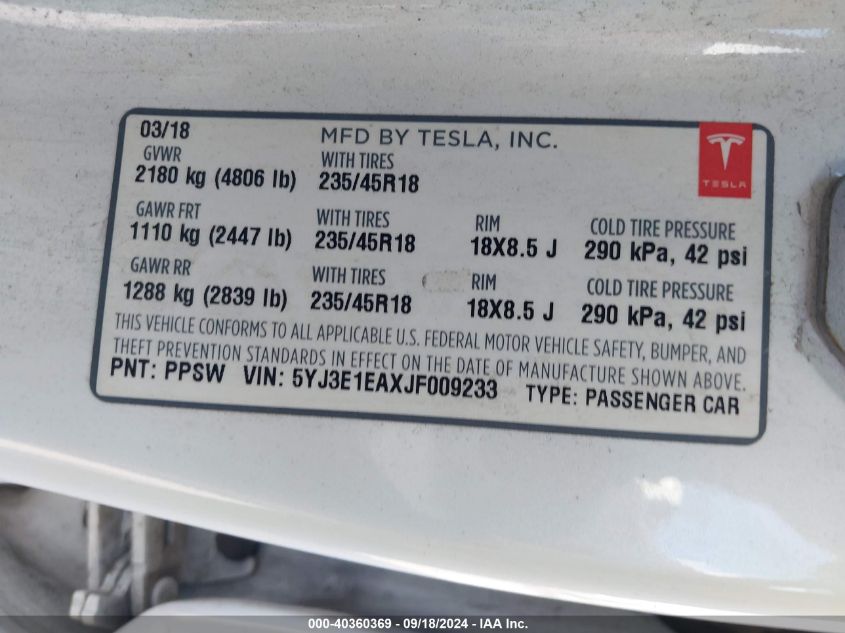 03/18 MFD BY TESLA, INC.
GVWR WITH TIRES
2180 kg (4806 lb) 235/45R18
TESLA
GAWR FRT WITH TIRES RIM COLD TIRE PRESSURE
1110 kg (2447 lb) 235/45R18 18X8.5 J 290 kPa, 42 psi
GAWR RR WITH TIRES RIM COLD TIRE PRESSURE
1288 kg (2839 lb) 235/45R18 18X8.5 J 290 kPa, 42 psi
THIS VEHICLE CONFORMS TO ALL APPLICABLE U.S. FEDERAL MOTOR VEHICLE SAFETY, BUMPER, AND
THEFT PREVENTION STANDARDS IN EFFECT ON THE DATE OF MANUFACTURE SHOWN ABOVE.
PNT: PPSW VIN: 5YJ3E1EAXJF009233 TYPE: PASSENGER CAR
000-40360369 - 09/18/2024 - IAA Inc.